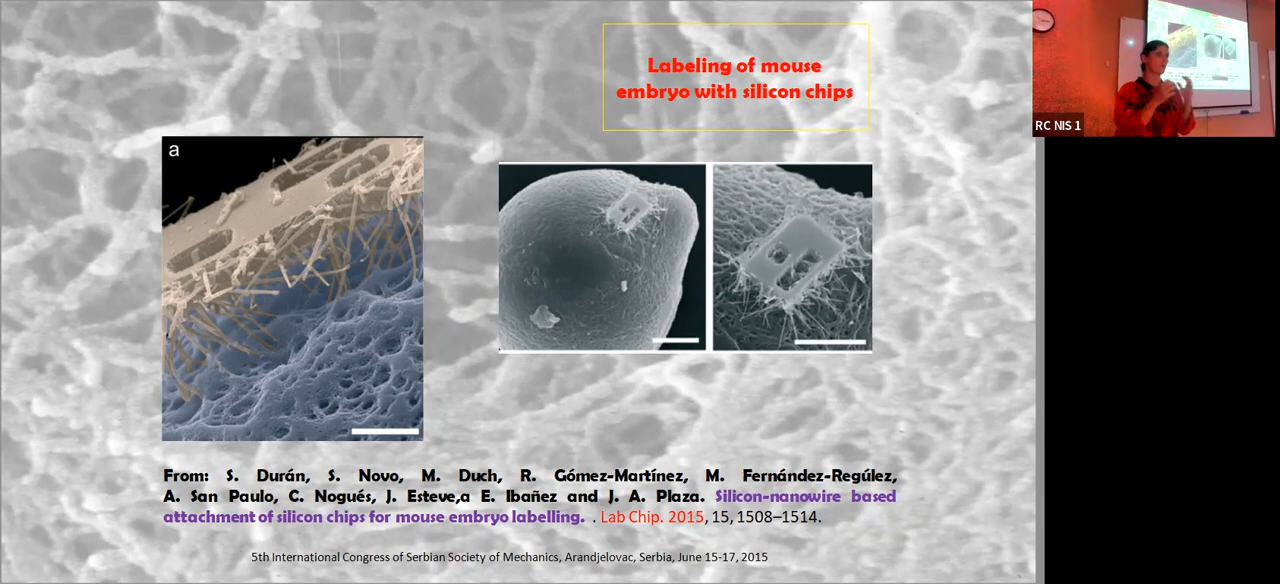 Labeling of mouse
embryo with silicon chips
RC NIS 1
a
From: S. Durán, S. Novo, M. Duch, R. Gómez-Martínez, M. Fernández-Regúlez,
A. San Paulo, C. Nogués, J. Esteve,a E. Ibañez and J. A. Plaza. Silicon-nanowire based
attachment of silicon chips for mouse embryo labelling. . Lab Chip. 2015, 15, 1508–1514.
5th International Congress of Serbian Society of Mechanics, Arandjelovac, Serbia, June 15-17, 2015